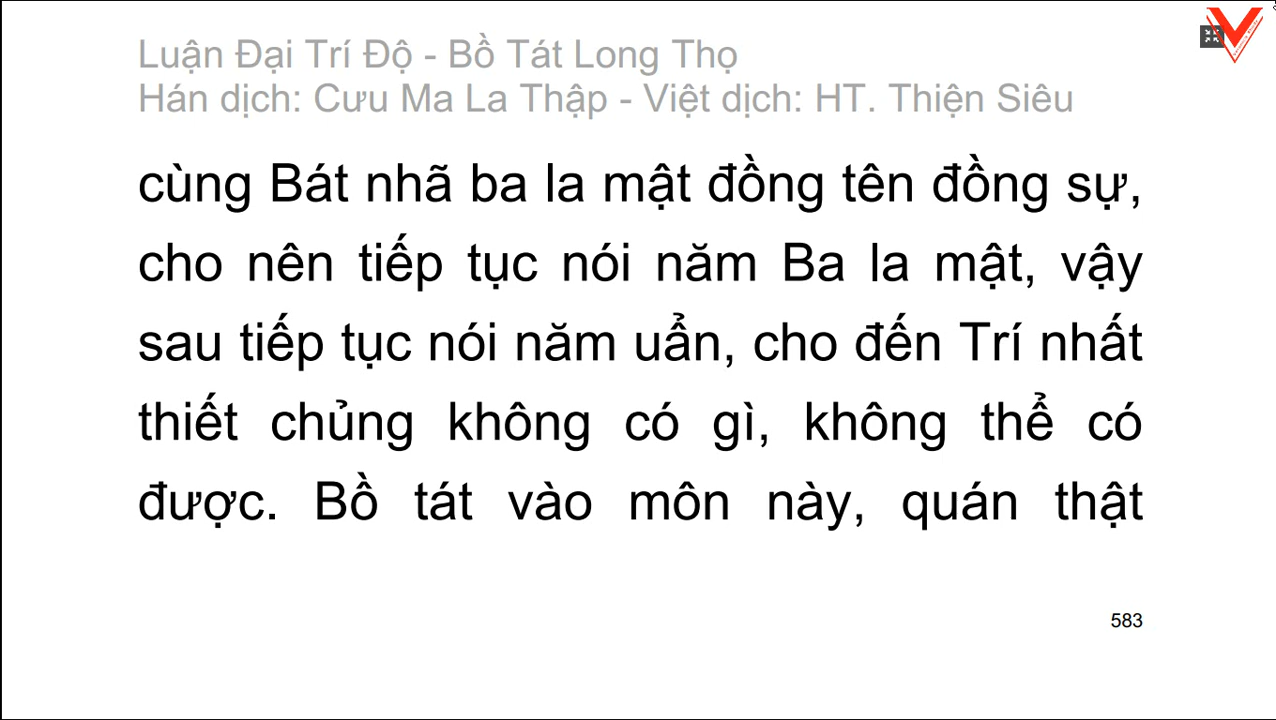 Luận Đại Trí Độ - Bồ Tát Long Thọ
Hán dịch: Cưu Ma La Thập - Việt dịch: HT. Thiện Siêu
cùng Bát nhã ba la mật đồng tên đồng sự,
cho nên tiếp tục nói năm Ba la mật, vậy
sau tiếp tục nói năm uẩn, cho đến Trí nhất
thiết chủng không có gì, không thể có
được. Bồ tát vào môn này, quán thật
583